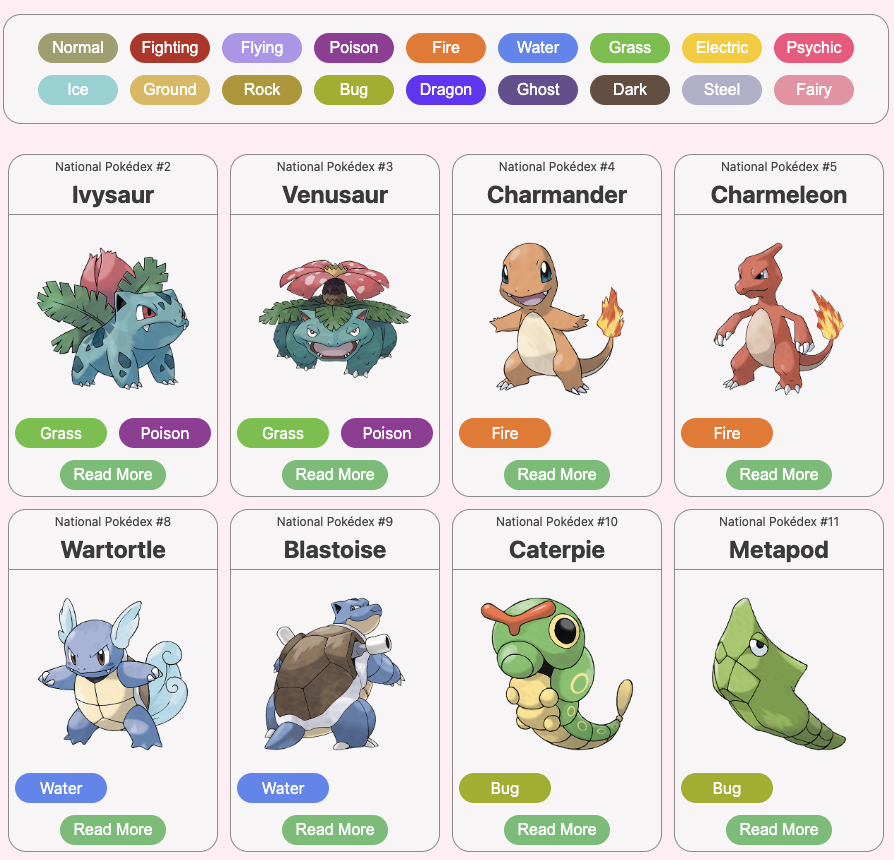 Normal Fighting Flying Poison Fire Water Grass Electric Psychic
Ice Ground Rock Bug Dragon Ghost Dark Steel Fairy
National Pokédex #2
Ivysaur
Grass Poison
Read More
National Pokédex #3
Venusaur
Grass Poison
Read More
National Pokédex #4
Charmander
Fire
Read More
National Pokédex #5
Charmeleon
Fire
Read More
National Pokédex #8
Wartortle
Water
Read More
National Pokédex #9
Blastoise
Water
Read More
National Pokédex #10
Caterpie
Bug
Read More
National Pokédex #11
Metapod
Bug
Read More